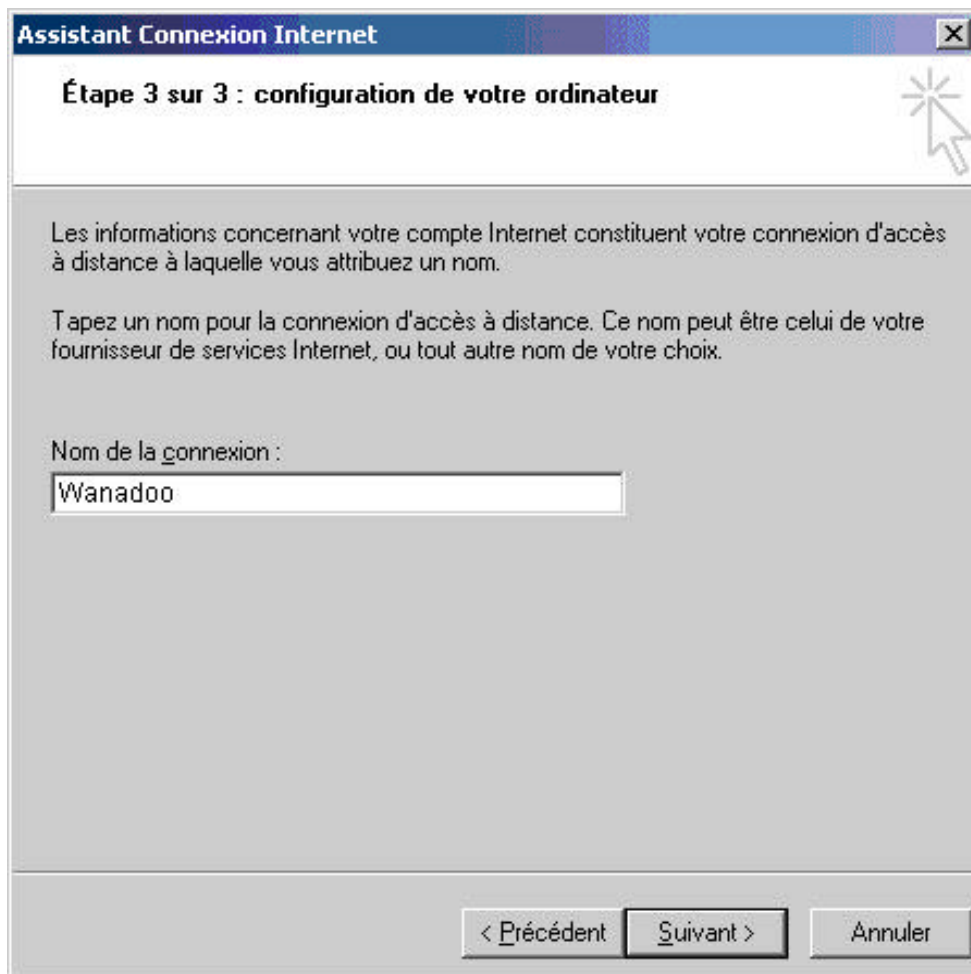 Assistant Connexion Internet
Étape 3 sur 3 : configuration de votre ordinateur
Les informations concernant votre compte Internet constituent votre connexion d'accès
à distance à laquelle vous attribuez un nom.
Tapez un nom pour la connexion d'accès à distance. Ce nom peut être celui de votre
fournisseur de services Internet, ou tout autre nom de votre choix.
Nom de la connexion :
Wanadoo
< Précédent Suivant > Annuler